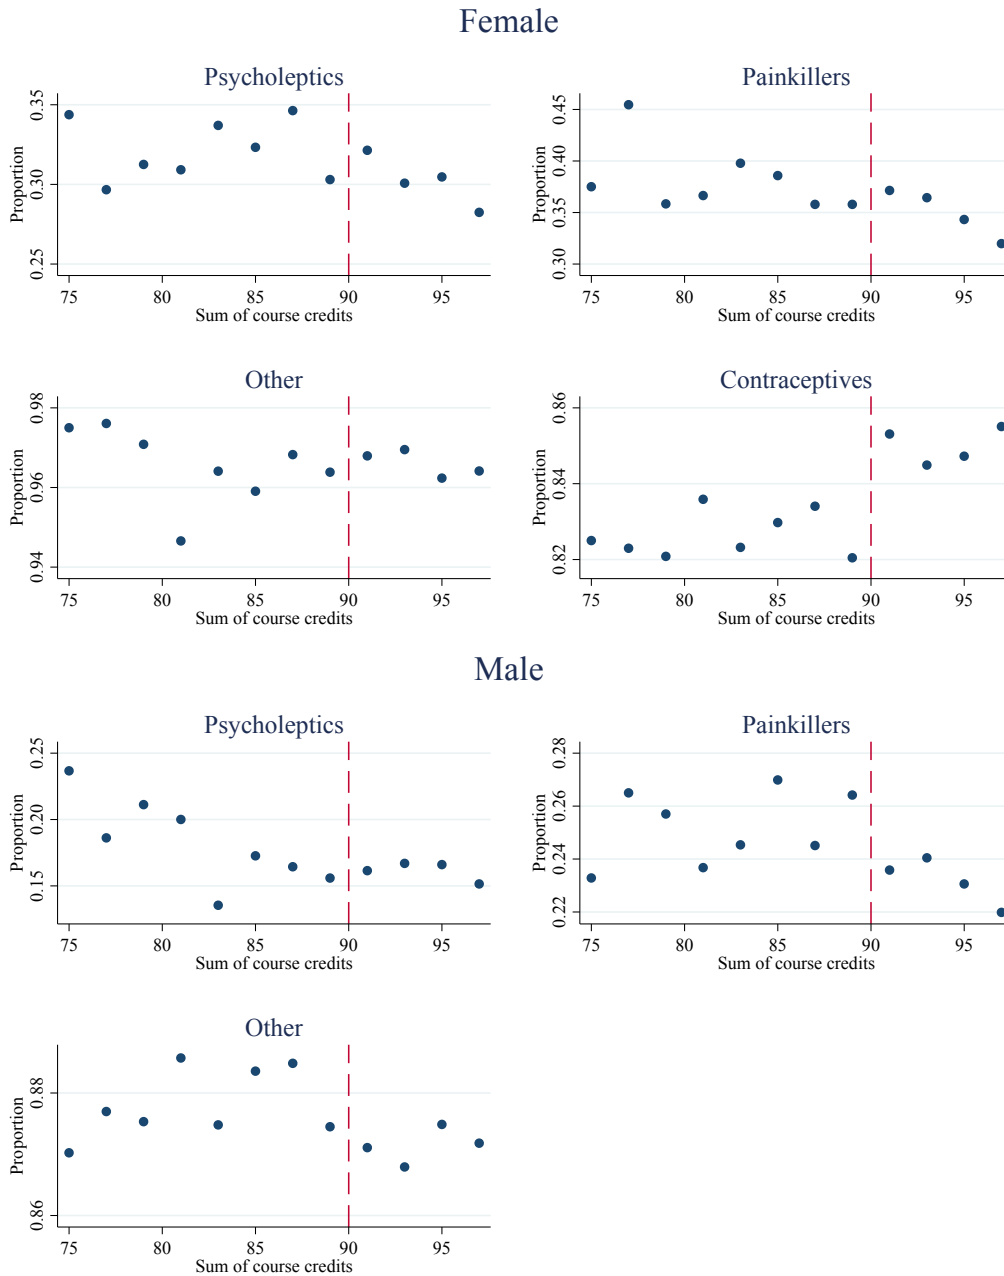 Female
Psycholeptics
Proportion
0.35
0.30
0.25
75 80 85 90 95
Sum of course credits
Painkillers
Proportion
0.45
0.40
0.35
0.30
75 80 85 90 95
Sum of course credits
Other
Proportion
0.98
0.96
0.94
75 80 85 90 95
Sum of course credits
Contraceptives
Proportion
0.86
0.84
0.82
75 80 85 90 95
Sum of course credits
Male
Psycholeptics
Proportion
0.25
0.20
0.15
75 80 85 90 95
Sum of course credits
Painkillers
Proportion
0.28
0.26
0.24
0.22
75 80 85 90 95
Sum of course credits
Other
Proportion
0.88
0.86
75 80 85 90 95
Sum of course credits